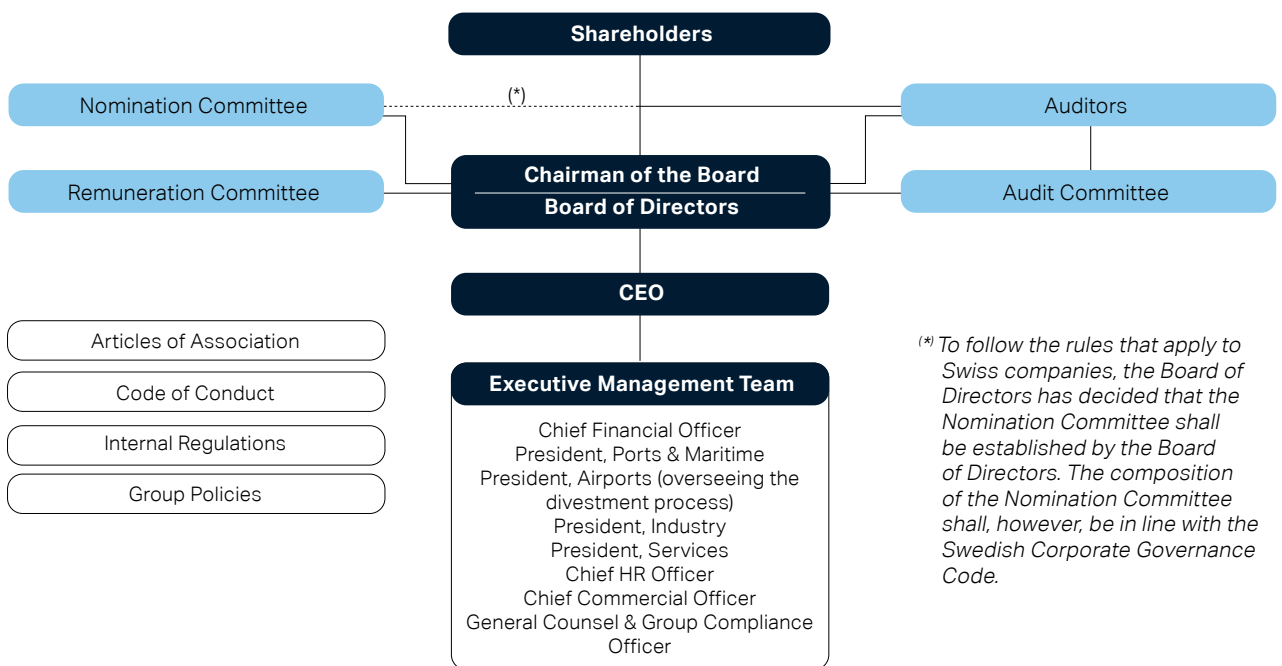 Shareholders
Nomination Committee
(*)
Auditors
Remuneration Committee
Chairman of the Board
Board of Directors
Audit Committee
CEO
Articles of Association
Code of Conduct
Internal Regulations
Group Policies
Executive Management Team
Chief Financial Officer
President, Ports & Maritime
President, Airports (overseeing the
divestment process)
President, Industry
President, Services
Chief HR Officer
Chief Commercial Officer
General Counsel & Group Compliance
Officer
(*) To follow the rules that apply to
Swiss companies, the Board of
Directors has decided that the
Nomination Committee shall
be established by the Board
of Directors. The composition
of the Nomination Committee
shall, however, be in line with the
Swedish Corporate Governance
Code.